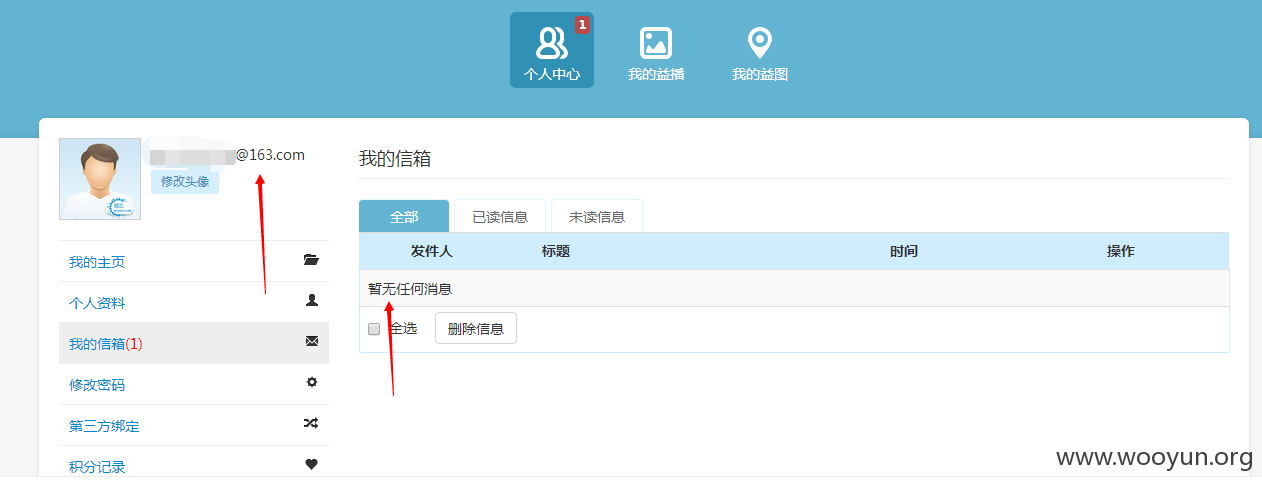 1
个人中心 我的益播 我的益图
@163.com
修改头像
我的主页
个人资料
我的信箱(1)
修改密码
第三方绑定
积分记录
我的信箱
全部 已读信息 未读信息
发件人 标题 时间 操作
暂无任何消息
全选 删除信息
www.wooyun.org